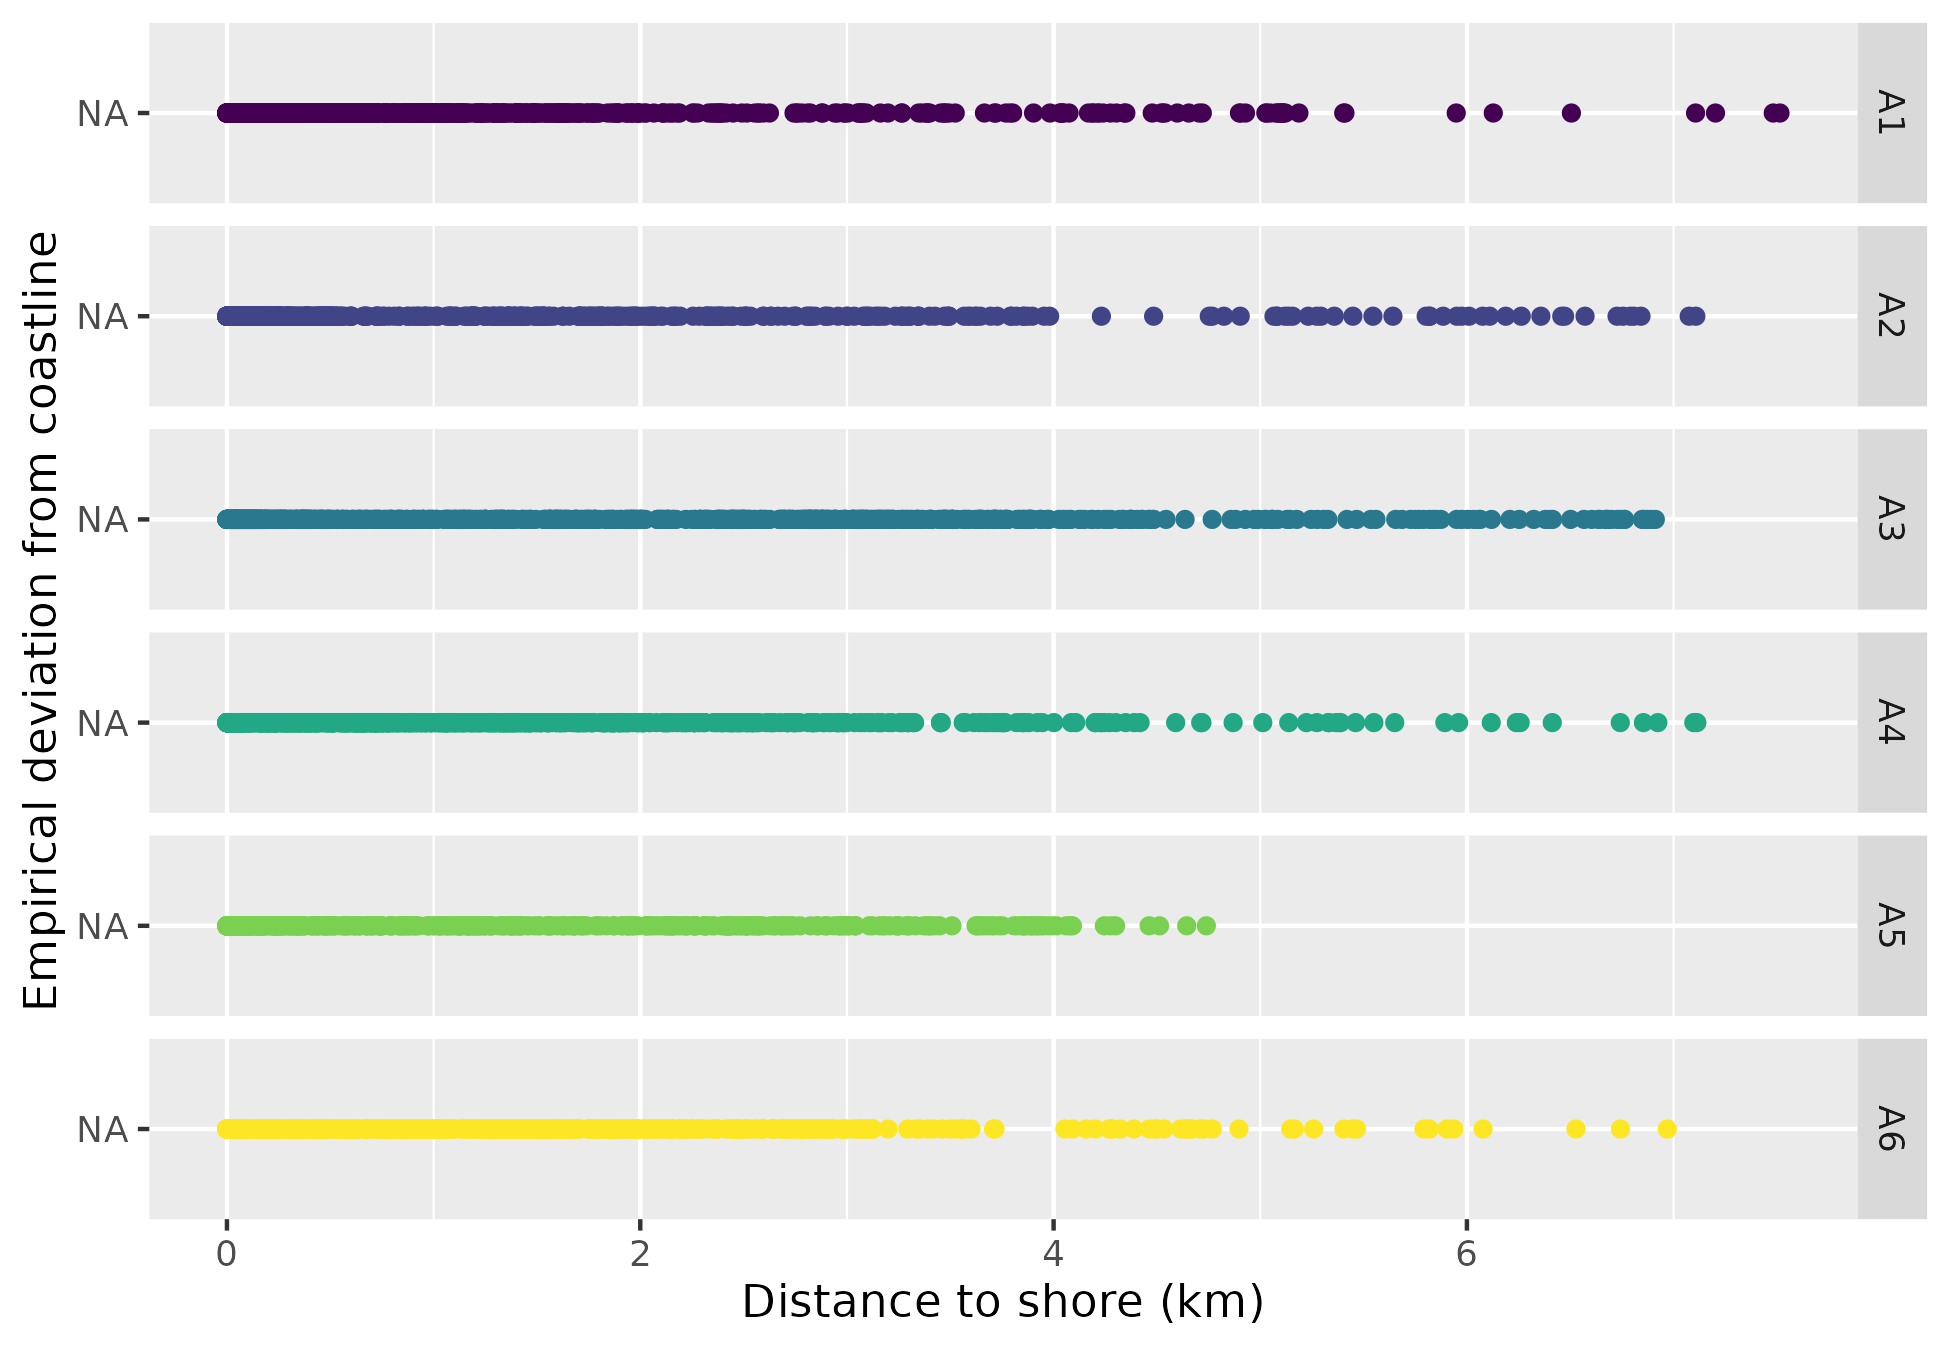 Empirical deviation from coastline
NA
A1
NA
A2
NA
A3
NA
A4
NA
A5
NA
A6
0 2 4 6
Distance to shore (km)